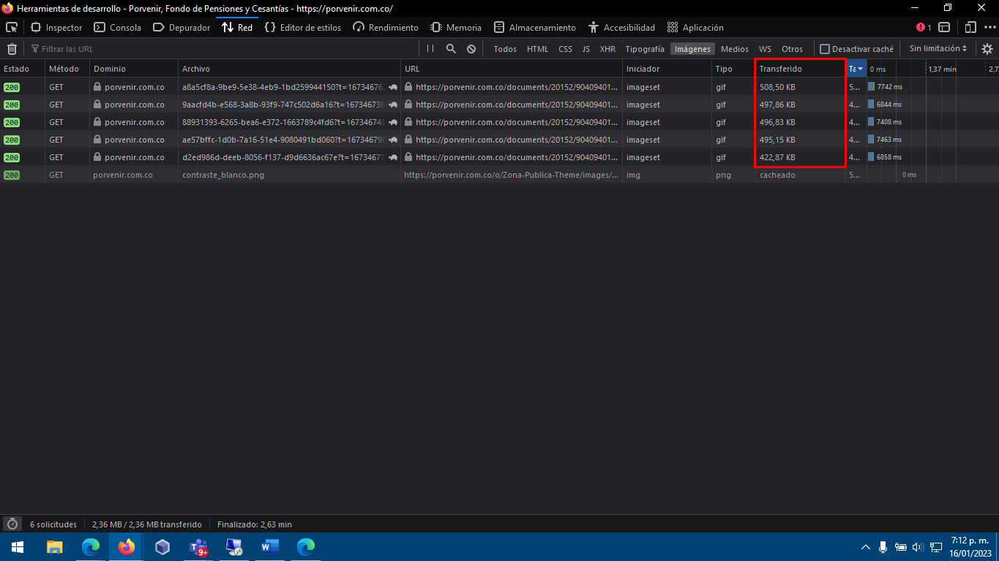 Herramientas de desarrollo - Porvenir, Fondo de Pensiones y Cesantías - https://porvenir.com.co/
Inspector Consola Depurador Red Editor de estilos Rendimiento Memoria Almacenamiento Accesibilidad Aplicación 1
Filtrar las URL Todos HTML CSS JS XHR Tipografía Imágenes Medios WS Otros Desactivar caché Sin limitación
Estado Método Dominio Archivo URL Iniciador Tipo Transferido Ta 0 ms 1,37 min 2,7
200 GET porvenir.com.co a8a5cf8a-9be9-5e38-4eb9-1bd259944150?t=167346763 https://porvenir.com.co/documents/20152/90409401... imageset gif 508,50 KB 5... 7742 ms
200 GET porvenir.com.co 9aacfd4b-e568-3a8b-93f9-747c502d6a16?t=167346738 https://porvenir.com.co/documents/20152/90409401... imageset gif 497,86 KB 4... 6844 ms
200 GET porvenir.com.co 88931393-6265-bea6-e372-1663789c4fd6?t=167346748 https://porvenir.com.co/documents/20152/90409401... imageset gif 496,83 KB 4... 7408 ms
200 GET porvenir.com.co ae57bffc-1d0b-7a16-51e4-9080491bd060?t=167346790 https://porvenir.com.co/documents/20152/90409401... imageset gif 495,15 KB 4... 7463 ms
200 GET porvenir.com.co d2ed986d-deeb-8056-f137-d9d6636ac67e?t=16734677 https://porvenir.com.co/documents/20152/90409401... imageset gif 422,87 KB 4... 6858 ms
200 GET porvenir.com.co contraste_blanco.png https://porvenir.com.co/o/Zona-Publica-Theme/images/... img png cacheado 5... 0 ms
6 solicitudes 2,36 MB / 2,36 MB transferido Finalizado: 2,63 min
9+
7:12 p. m.
16/01/2023